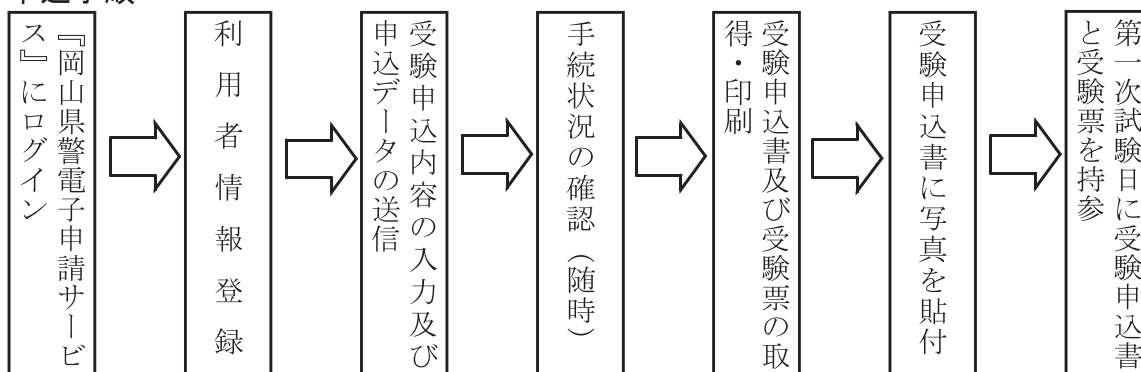 『岡山県警電子申請サービ
ス』にログイン
利用者情報登録
受験申込内容の入力及び
申込データの送信
手続状況の確認（随時）
受験申込書及び受験票の取
得・印刷
受験申込書に写真を貼付
第一次試験日に受験申込書
と受験票を持参